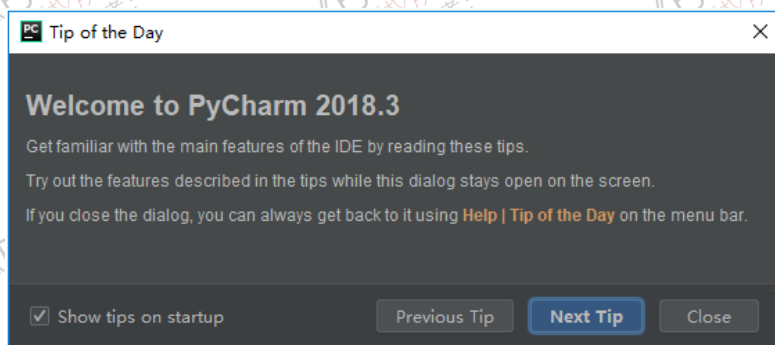 PC Tip of the Day
Welcome to PyCharm 2018.3
Get familiar with the main features of the IDE by reading these tips.
Try out the features described in the tips while this dialog stays open on the screen.
If you close the dialog, you can always get back to it using Help | Tip of the Day on the menu bar.
Show tips on startup Previous Tip Next Tip Close